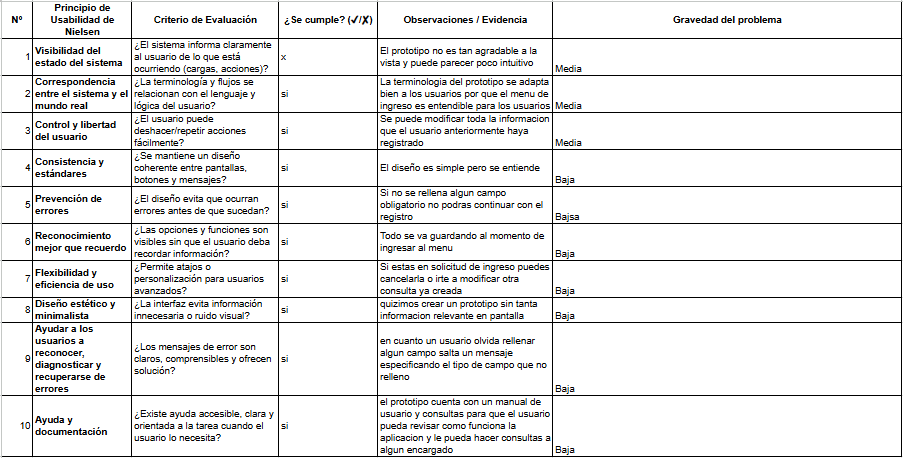 Nº
Principio de
Usabilidad de
Nielsen
Criterio de Evaluación
¿Se cumple? (✓/✗)
Observaciones / Evidencia
Gravedad del problema
1
Visibilidad del
estado del sistema
¿El sistema informa claramente
al usuario de lo que está
ocurriendo (cargas, acciones)?
x
El prototipo no es tan agradable a la
vista y puede parecer poco intuitivo
Media
2
Correspondencia
entre el sistema y el
mundo real
¿La terminología y flujos se
relacionan con el lenguaje y
lógica del usuario?
si
La terminologia del prototipo se adapta
bien a los usuarios por que el menu de
ingreso es entendible para los usuarios
Media
3
Control y libertad
del usuario
¿El usuario puede
deshacer/repetir acciones
fácilmente?
si
Se puede modificar toda la informacion
que el usuario anteriormente haya
registrado
Media
4
Consistencia y
estándares
¿Se mantiene un diseño
coherente entre pantallas,
botones y mensajes?
si
El diseño es simple pero se entiende
Baja
5
Prevención de
errores
¿El diseño evita que ocurran
errores antes de que sucedan?
si
Si no se rellena algun campo
obligatorio no podras continuar con el
registro
Bajsa
6
Reconocimiento
mejor que recuerdo
¿Las opciones y funciones son
visibles sin que el usuario deba
recordar información?
si
Todo se va guardando al momento de
ingresar al menu
Baja
7
Flexibilidad y
eficiencia de uso
¿Permite atajos o
personalización para usuarios
avanzados?
si
Si estas en solicitud de ingreso puedes
cancelarla o irte a modificar otra
consulta ya creada
Baja
8
Diseño estético y
minimalista
¿La interfaz evita información
innecesaria o ruido visual?
si
quizimos crear un prototipo sin tanta
informacion relevante en pantalla
Baja
9
Ayudar a los
usuarios a
reconocer,
diagnosticar y
recuperarse de
errores
¿Los mensajes de error son
claros, comprensibles y ofrecen
solución?
si
en cuanto un usuario olvida rellenar
algun campo salta un mensaje
especificando el tipo de campo que no
relleno
Baja
10
Ayuda y
documentación
¿Existe ayuda accesible, clara y
orientada a la tarea cuando el
usuario lo necesita?
si
el prototipo cuenta con un manual de
usuario y consultas para que el usuario
pueda revisar como funciona la
aplicacion y le pueda hacer consultas a
algun encargado
Baja